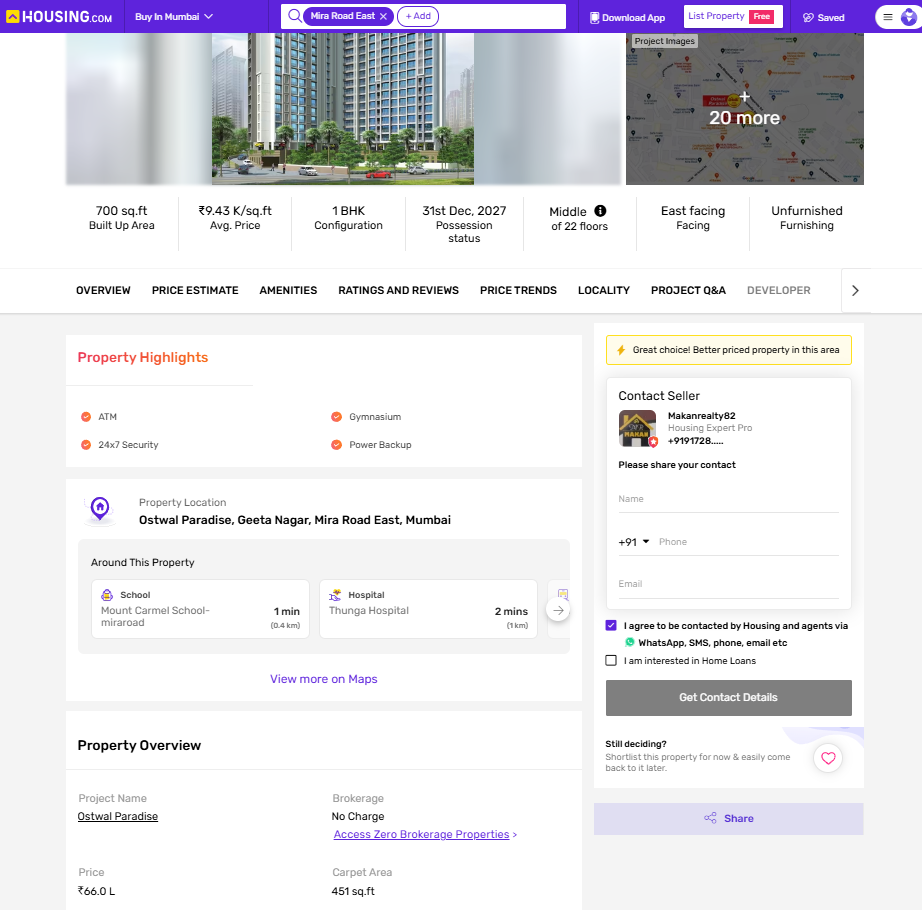 HOUSING.COM
Buy In Mumbai
Mira Road East
+ Add
Download App
List Property Free
Saved
Project Images
+
20 more
700 sq.ft
Built Up Area
₹9.43 K/sq.ft
Avg. Price
1 BHK
Configuration
31st Dec, 2027
Possession
status
Middle
of 22 floors
East facing
Facing
Unfurnished
Furnishing
OVERVIEW
PRICE ESTIMATE
AMENITIES
RATINGS AND REVIEWS
PRICE TRENDS
LOCALITY
PROJECT Q&A
DEVELOPER
Property Highlights
ATM
Gymnasium
24x7 Security
Power Backup
Property Location
Ostwal Paradise, Geeta Nagar, Mira Road East, Mumbai
Around This Property
School
Mount Carmel School-
miraroad
1 min
(0.4 km)
Hospital
Thunga Hospital
2 mins
(1 km)
View more on Maps
Property Overview
Project Name
Ostwal Paradise
Brokerage
No Charge
Access Zero Brokerage Properties >
Price
₹66.0 L
Carpet Area
451 sq.ft
Great choice! Better priced property in this area
Contact Seller
Makanrealty82
Housing Expert Pro
+9191728.....
Please share your contact
Name
+91 Phone
Email
I agree to be contacted by Housing and agents via
WhatsApp, SMS, phone, email etc
I am interested in Home Loans
Get Contact Details
Still deciding?
Shortlist this property for now & easily come
back to it later.
Share